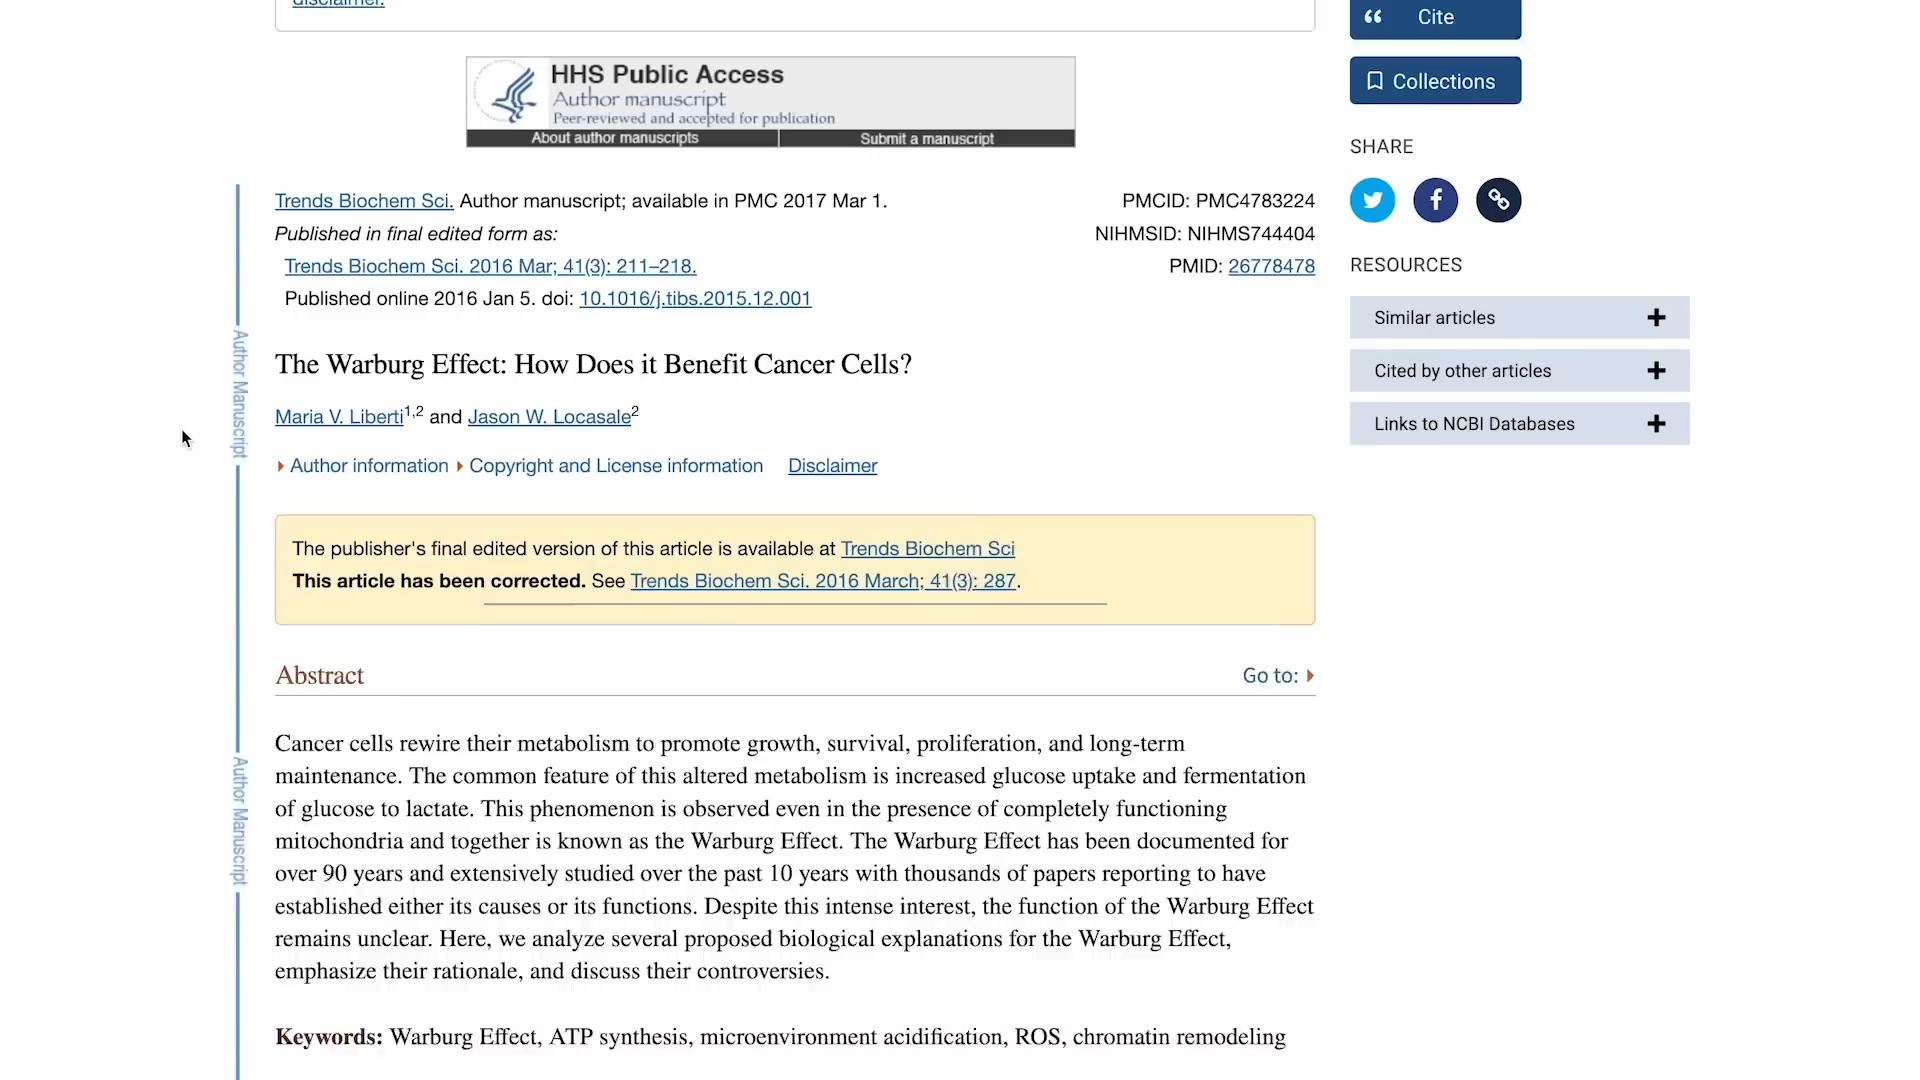 disclaimer.
HHS Public Access
Author manuscript
Peer-reviewed and accepted for publication
About author manuscripts
Submit a manuscript
Trends Biochem Sci. Author manuscript; available in PMC 2017 Mar 1.
Published in final edited form as:
Trends Biochem Sci. 2016 Mar; 41(3): 211–218.
Published online 2016 Jan 5. doi: 10.1016/j.tibs.2015.12.001
PMCID: PMC4783224
NIHMSID: NIHMS744404
PMID: 26778478
The Warburg Effect: How Does it Benefit Cancer Cells?
Maria V. Liberti1,2 and Jason W. Locasale2
Author information Copyright and License information Disclaimer
The publisher's final edited version of this article is available at Trends Biochem Sci
This article has been corrected. See Trends Biochem Sci. 2016 March; 41(3): 287.
Abstract
Go to:
Cancer cells rewire their metabolism to promote growth, survival, proliferation, and long-term
maintenance. The common feature of this altered metabolism is increased glucose uptake and fermentation
of glucose to lactate. This phenomenon is observed even in the presence of completely functioning
mitochondria and together is known as the Warburg Effect. The Warburg Effect has been documented for
over 90 years and extensively studied over the past 10 years with thousands of papers reporting to have
established either its causes or its functions. Despite this intense interest, the function of the Warburg Effect
remains unclear. Here, we analyze several proposed biological explanations for the Warburg Effect,
emphasize their rationale, and discuss their controversies.
Keywords: Warburg Effect, ATP synthesis, microenvironment acidification, ROS, chromatin remodeling
Author Manuscript
Author Manuscript
Cite
Collections
SHARE
RESOURCES
Similar articles
Cited by other articles
Links to NCBI Databases